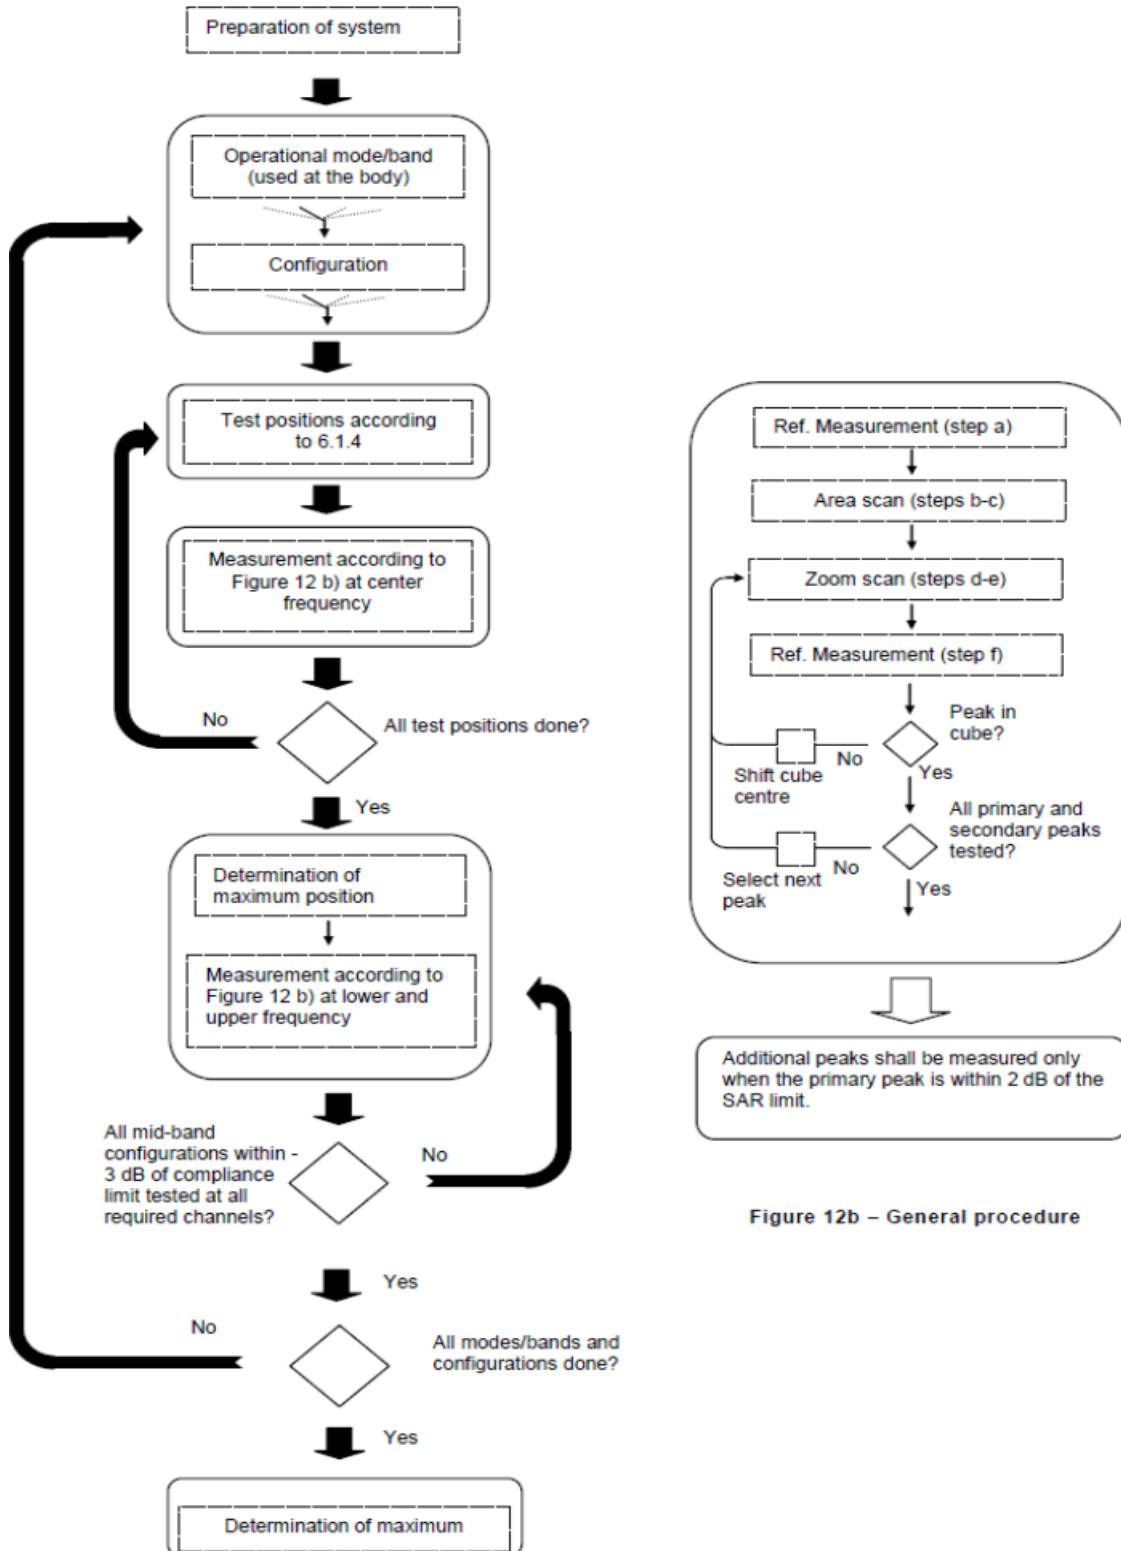 Preparation of system
Operational mode/band
(used at the body)
Configuration
Test positions according
to 6.1.4
Measurement according to
Figure 12 b) at center
frequency
No
All test positions done?
Yes
Determination of
maximum position
Measurement according to
Figure 12 b) at lower and
upper frequency
All mid-band
configurations within -
3 dB of compliance
limit tested at all
required channels?
No
Yes
No
All modes/bands and
configurations done?
Yes
Determination of maximum
Ref. Measurement (step a)
Area scan (steps b-c)
Zoom scan (steps d-e)
Ref. Measurement (step f)
Peak in
cube?
No
Shift cube
centre
Yes
All primary and
secondary peaks
tested?
No
Select next
peak
Yes
Additional peaks shall be measured only
when the primary peak is within 2 dB of the
SAR limit.
Figure 12b – General procedure